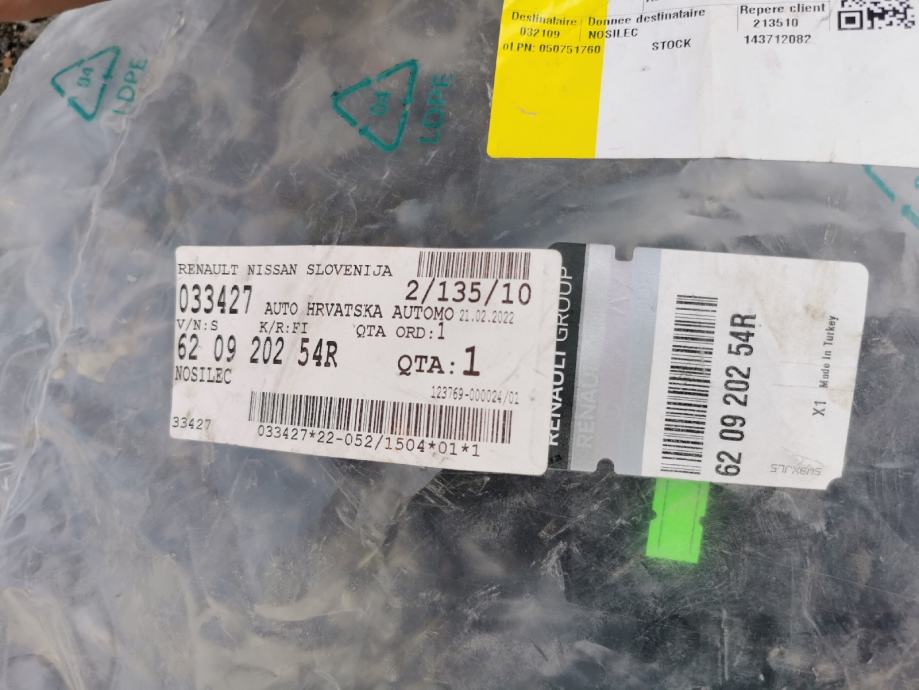 Destinataire
032109
Donnee destinataire
NOSILEC
STOCK
Repere client
213510
143712082
ol PN: 050751760
04
LDPE
04
LDPE
RENAULT NISSAN SLOVENIJA
033427
AUTO HRVATSKA AUTOMO
21.02.2022
2/135/10
V/N:S
K/R:FI
QTA ORD:1
62 09 202 54R
QTA:1
NOSILEC
123769-000024/01
33427
033427*22-052/1504*01*1
RENAULT GROUP
RENAULT
62 09 202 54R
X1 Made In Turkey